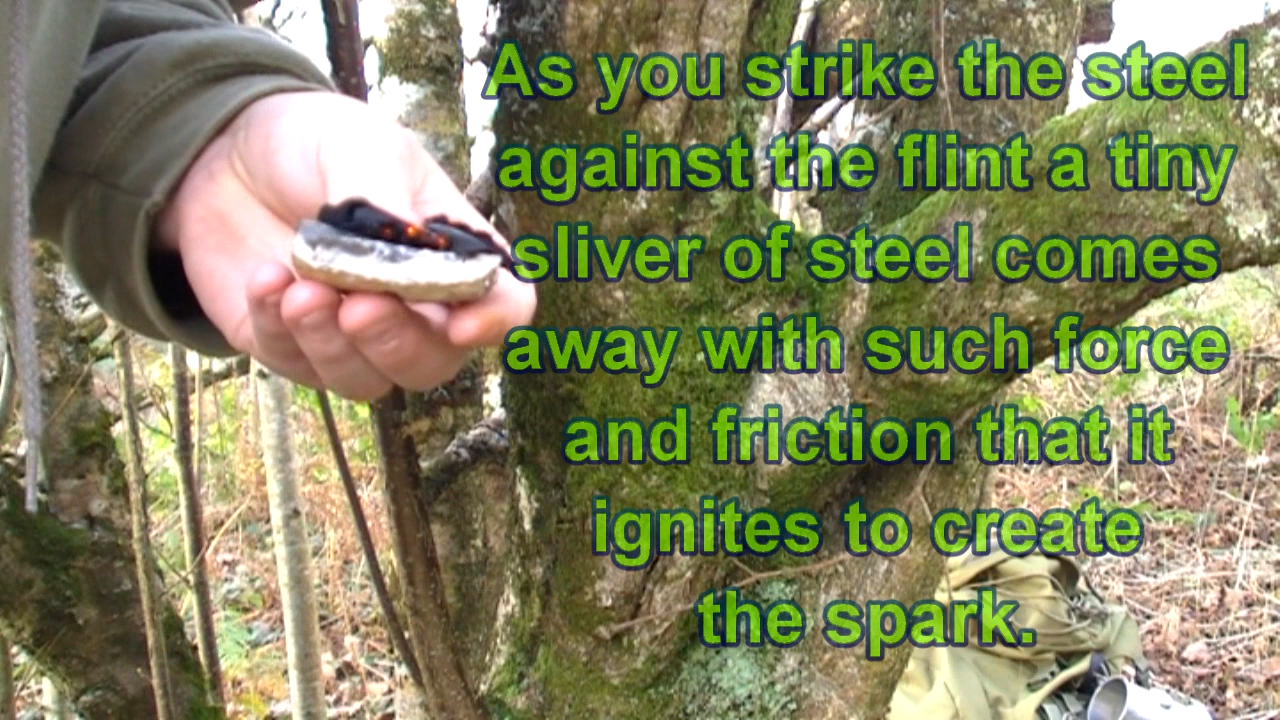 As you strike the steel
against the flint a tiny
sliver of steel comes
away with such force
and friction that it
ignites to create
the spark.